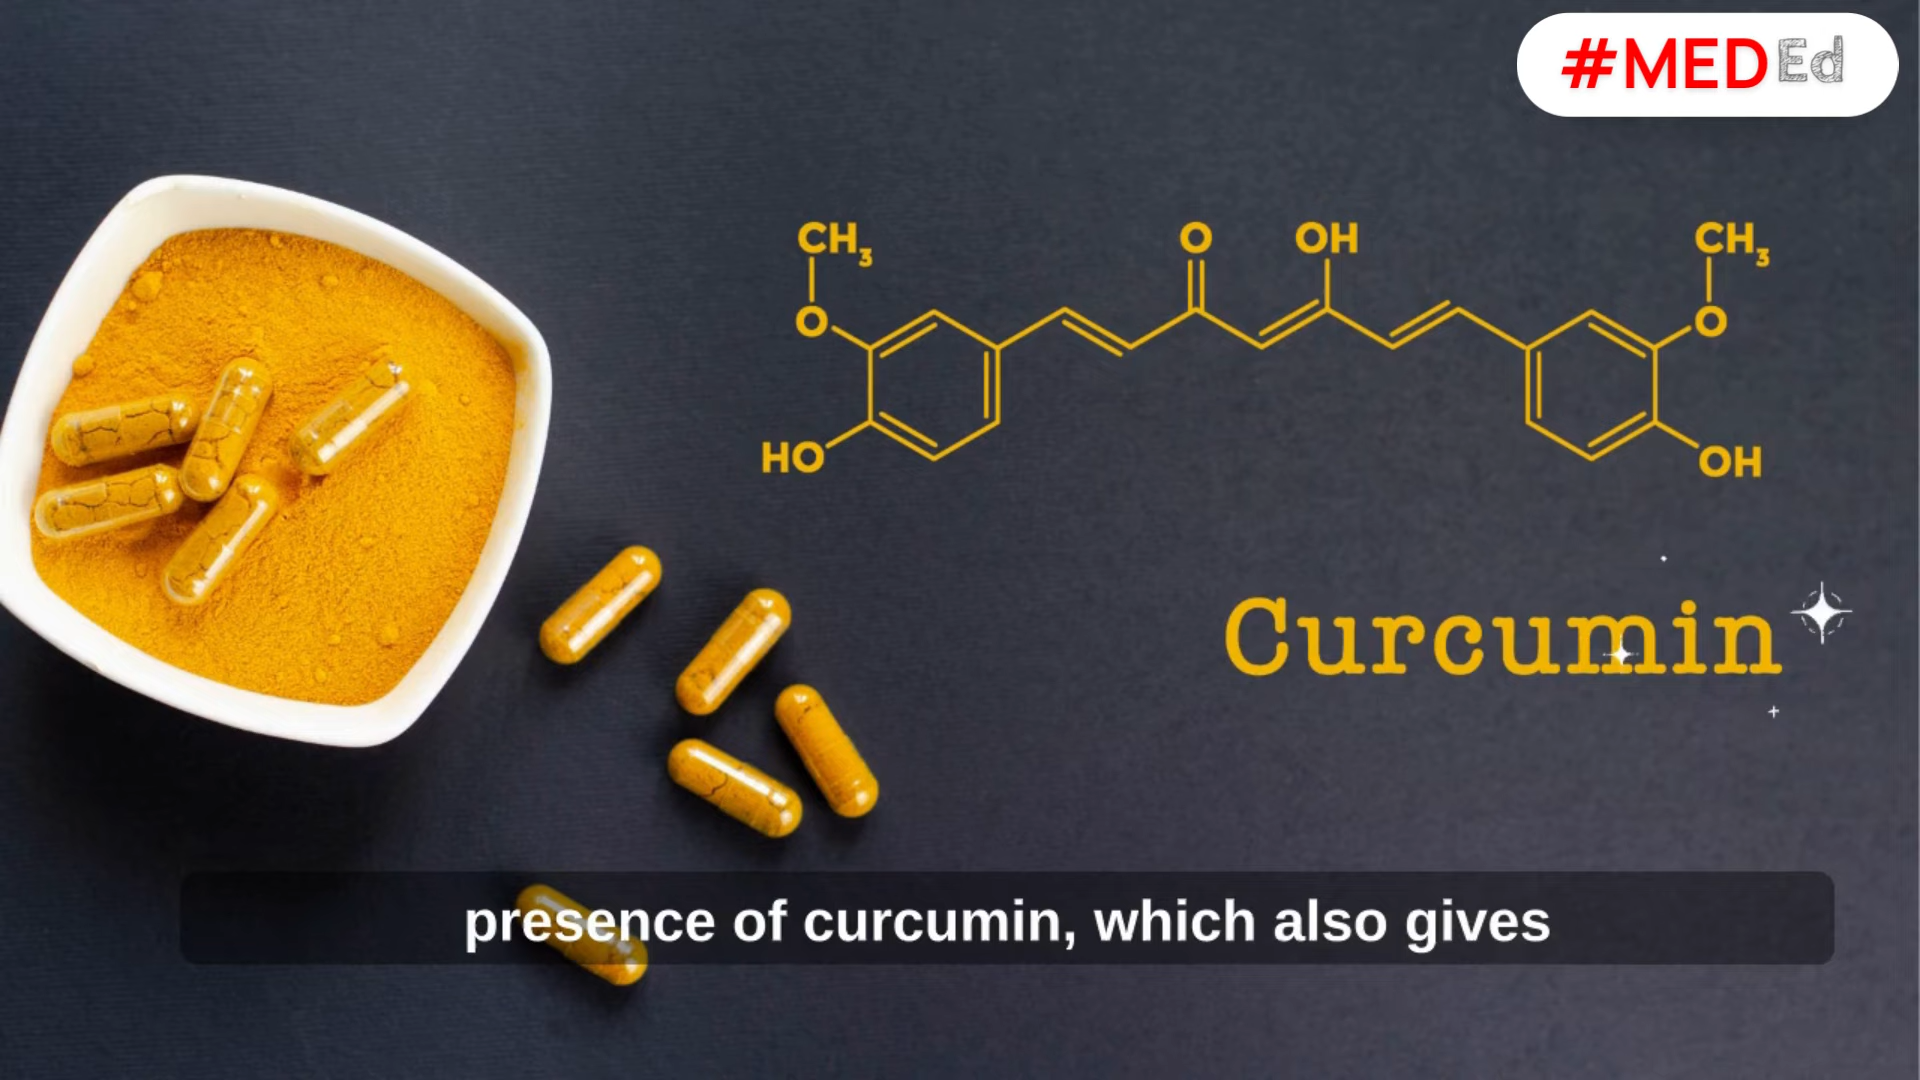 #MEDEd
CH3 O OH CH3
O O
HO OH
Curcumin
presence of curcumin, which also gives